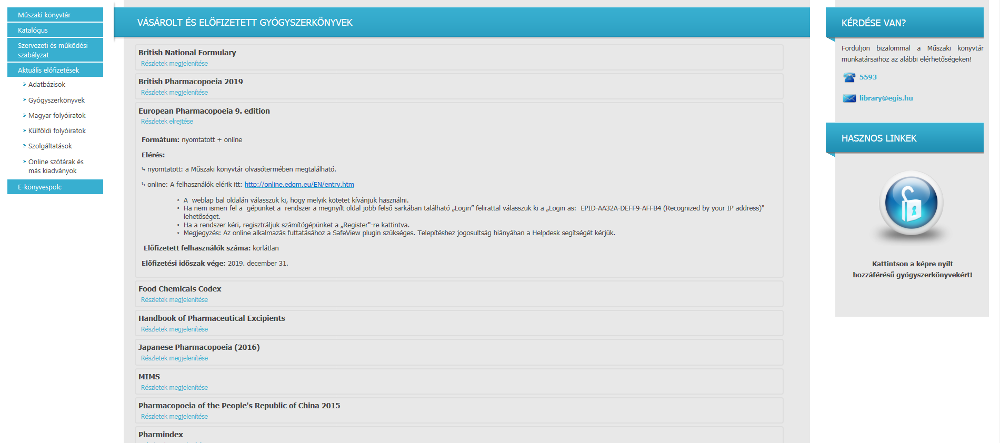 Műszaki könyvtár
Katalógus
Szervezeti és működési
szabályzat
Aktuális előfizetések
» Adatbázisok
» Gyógyszerkönyvek
» Magyar folyóiratok
» Külföldi folyóiratok
» Szolgáltatások
» Online szótárak és
más kiadványok
E-könyvespolc
VÁSÁROLT ÉS ELŐFIZETETT GYÓGYSZERKÖNYVEK
British National Formulary
Részletek megjelenítése
British Pharmacopoeia 2019
Részletek megjelenítése
European Pharmacopoeia 9. edition
Részletek elrejtése
Formátum: nyomtatott + online
Elérés:
⤷ nyomtatott: a Műszaki könyvtár olvasótermében megtalálható.
⤷ online: A felhasználók elérik itt: http://online.edqm.eu/EN/entry.htm
◦ A  weblap bal oldalán válasszuk ki, hogy melyik kötetet kívánjuk használni.
◦ Ha nem ismeri fel a  gépünket a  rendszer a megnyílt oldal jobb felső sarkában található „Login” felirattal válasszuk ki a „Login as:  EPID-AA32A-DEFF9-AFFB4 (Recognized by your IP address)"
lehetőséget.
◦ Ha a rendszer kéri, regisztráljuk számítógépünket a „Register"-re kattintva.
◦ Megjegyzés: Az online alkalmazás futtatásához a SafeView plugin szükséges. Telepítéshez jogosultság hiányában a Helpdesk segítségét kérjük.
Előfizetett felhasználók száma: korlátlan
Előfizetési időszak vége: 2019. december 31.
Food Chemicals Codex
Részletek megjelenítése
Handbook of Pharmaceutical Excipients
Részletek megjelenítése
Japanese Pharmacopoeia (2016)
Részletek megjelenítése
MIMS
Részletek megjelenítése
Pharmacopoeia of the People's Republic of China 2015
Részletek megjelenítése
Pharmindex
KÉRDÉSE VAN?
Forduljon bizalommal a Műszaki könyvtár
munkatársaihoz az alábbi elérhetőségeken!
5593
library@egis.hu
HASZNOS LINKEK
Kattintson a képre nyílt
hozzáférésű gyógyszerkönyvekért!